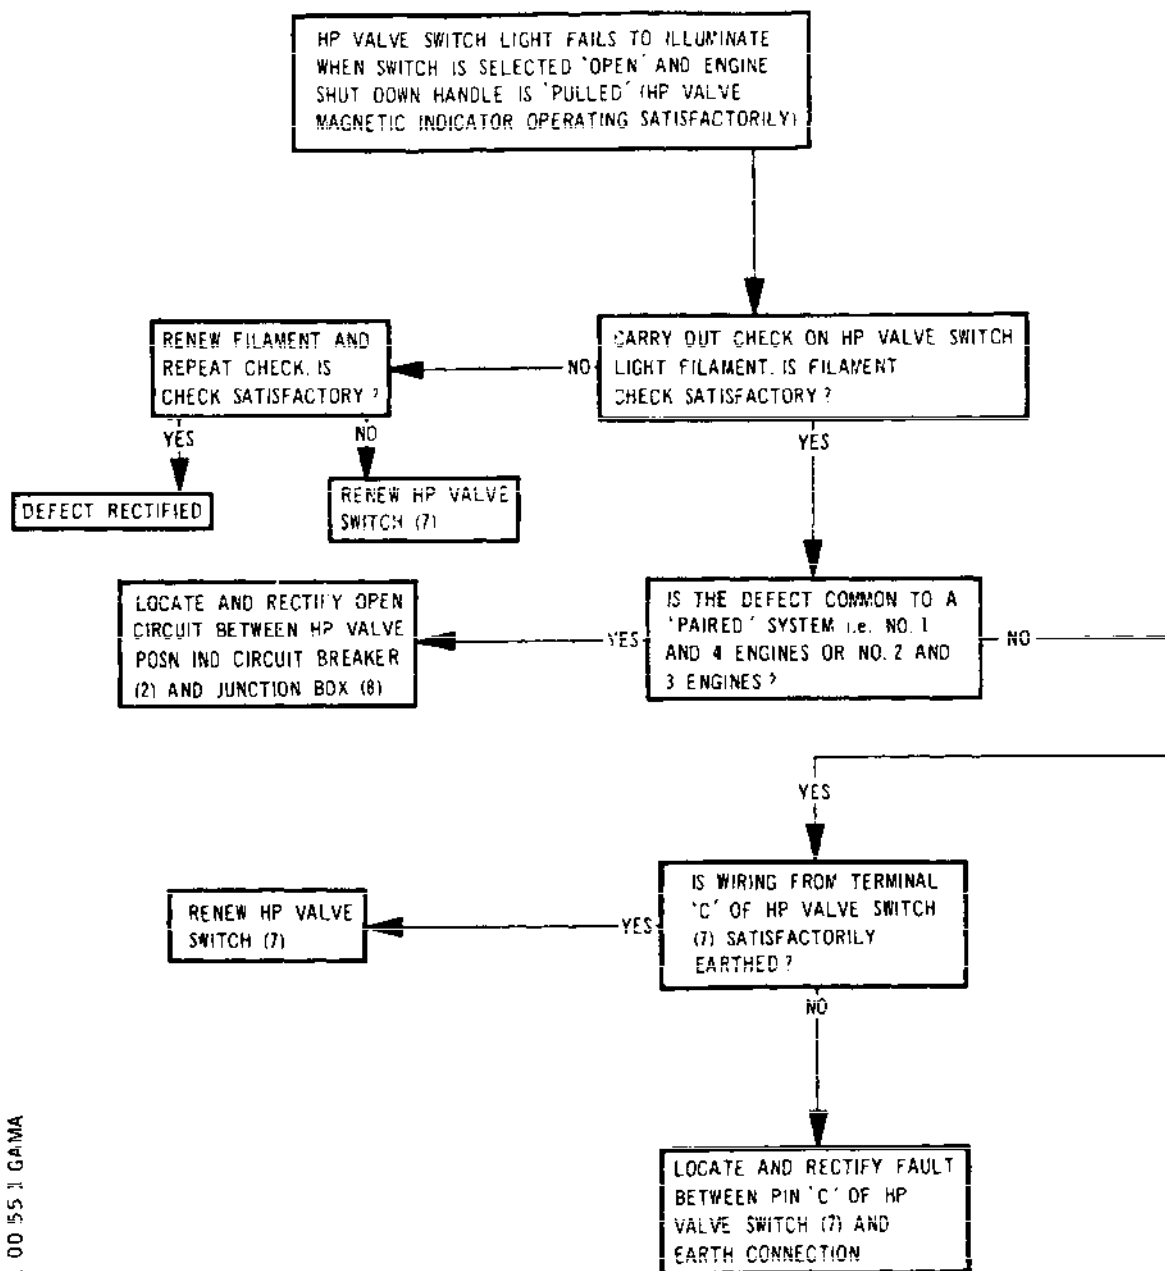 HP VALVE SWITCH LIGHT FAILS TO ILLUMINATE
WHEN SWITCH IS SELECTED 'OPEN' AND ENGINE
SHUT DOWN HANDLE IS 'PULLED' (HP VALVE
MAGNETIC INDICATOR OPERATING SATISFACTORILY)
RENEW FILAMENT AND
REPEAT CHECK. IS
CHECK SATISFACTORY?
NO
CARRY OUT CHECK ON HP VALVE SWITCH
LIGHT FILAMENT. IS FILAMENT
CHECK SATISFACTORY?
YES
NO
YES
DEFECT RECTIFIED
RENEW HP VALVE
SWITCH (7)
LOCATE AND RECTIFY OPEN
CIRCUIT BETWEEN HP VALVE
POSN IND CIRCUIT BREAKER
(2) AND JUNCTION BOX (8)
YES
IS THE DEFECT COMMON TO A
'PAIRED' SYSTEM i.e. NO. 1
AND 4 ENGINES OR NO. 2 AND
3 ENGINES?
NO
YES
RENEW HP VALVE
SWITCH (7)
YES
IS WIRING FROM TERMINAL
'C' OF HP VALVE SWITCH
(7) SATISFACTORILY
EARTHED?
NO
LOCATE AND RECTIFY FAULT
BETWEEN PIN 'C' OF HP
VALVE SWITCH (7) AND
EARTH CONNECTION
00 55 1 GAMA